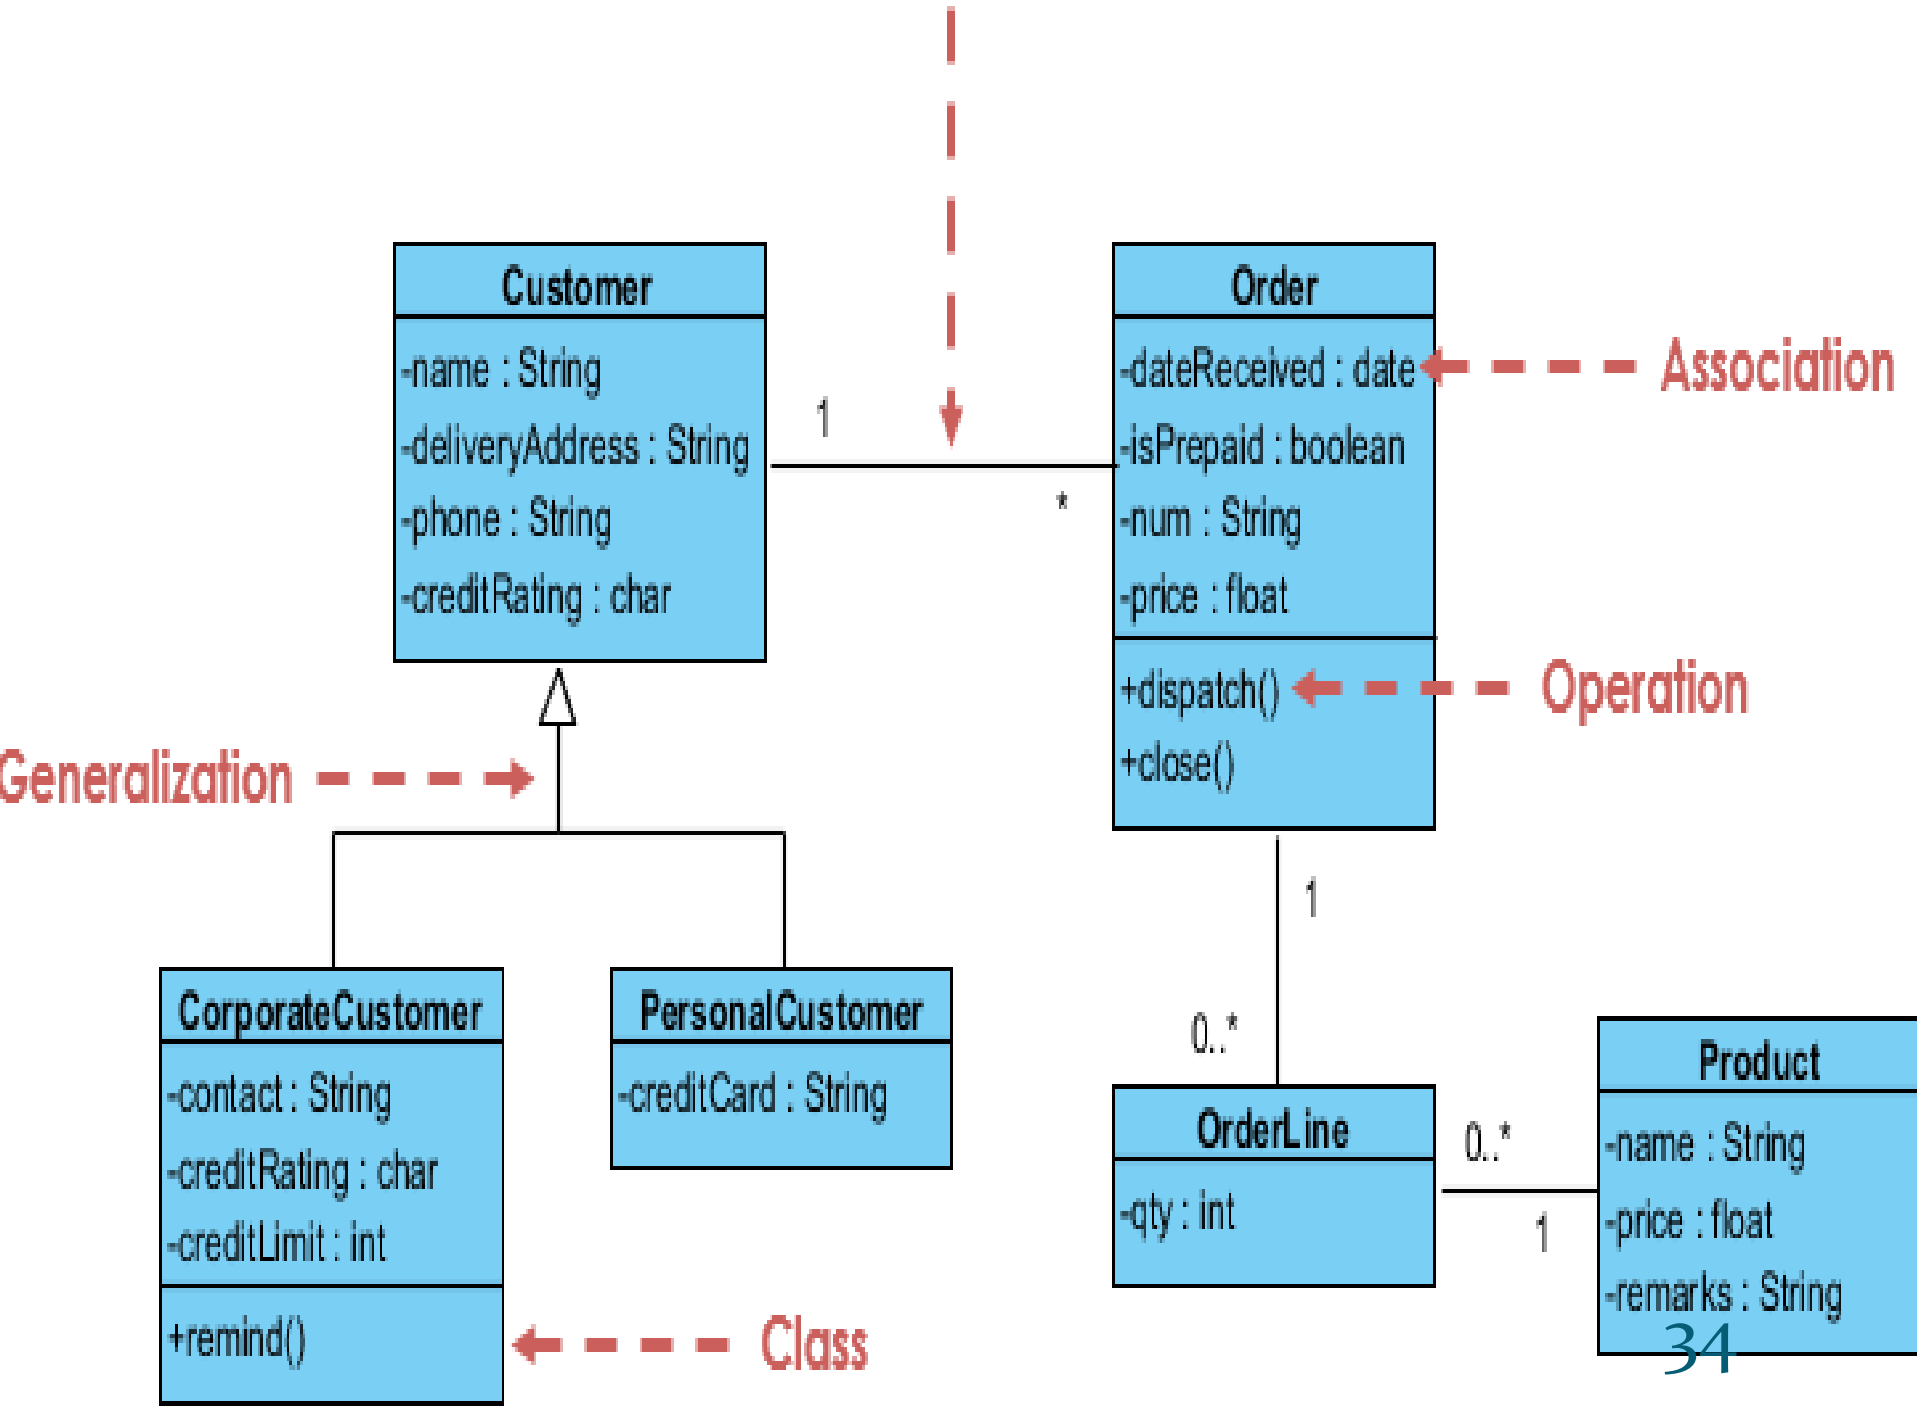 Customer
-name : String
-deliveryAddress : String
-phone : String
-creditRating : char
1
*
Order
-dateReceived : date
-isPrepaid : boolean
-num : String
-price : float
+dispatch()
+close()
Association
Operation
Generalization
1
0..*
CorporateCustomer
-contact : String
-creditRating : char
-creditLimit : int
+remind()
Class
PersonalCustomer
-creditCard : String
OrderLine
-qty : int
0..*
1
Product
-name : String
-price : float
-remarks : String
34